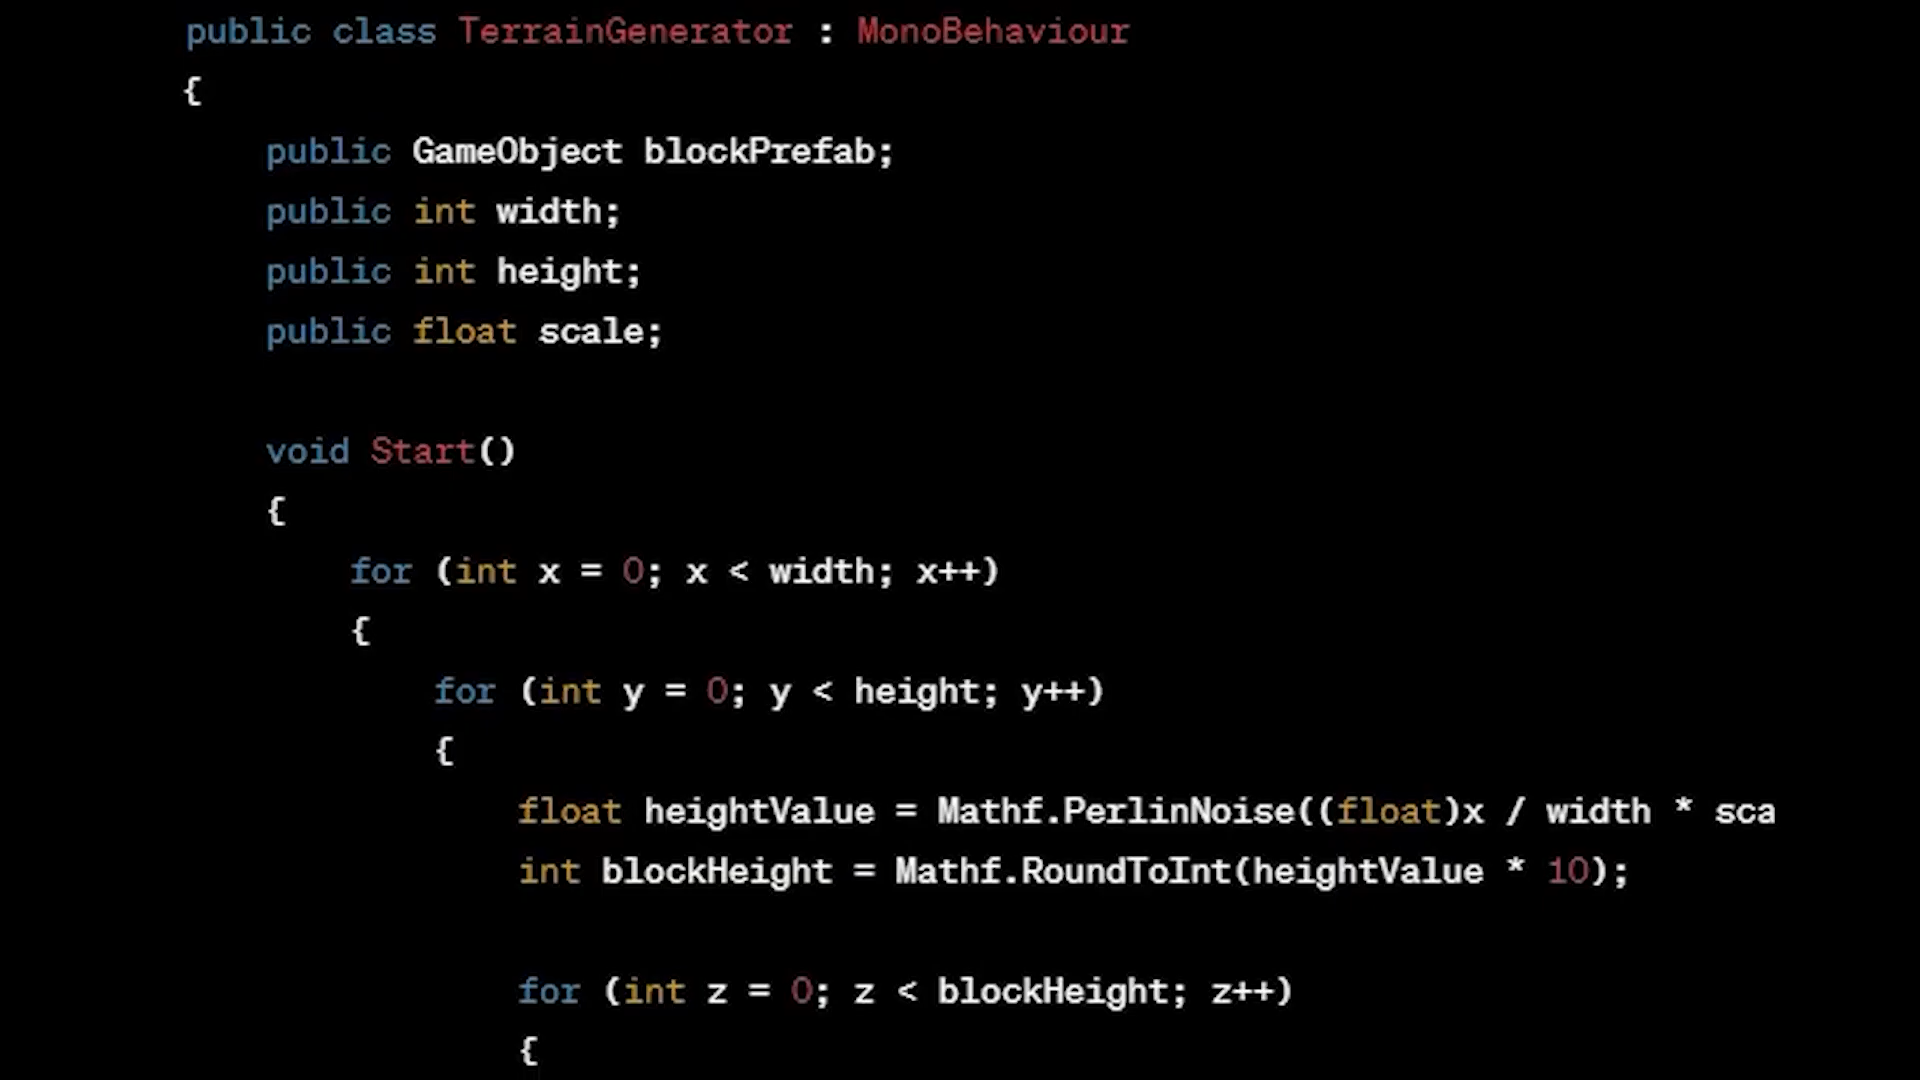 public class TerrainGenerator : MonoBehaviour
{
public GameObject blockPrefab;
public int width;
public int height;
public float scale;
void Start()
{
for (int x = 0; x < width; x++)
{
for (int y = 0; y < height; y++)
{
float heightValue = Mathf.PerlinNoise((float)x / width * sca
int blockHeight = Mathf.RoundToInt(heightValue * 10);
for (int z = 0; z < blockHeight; z++)
{